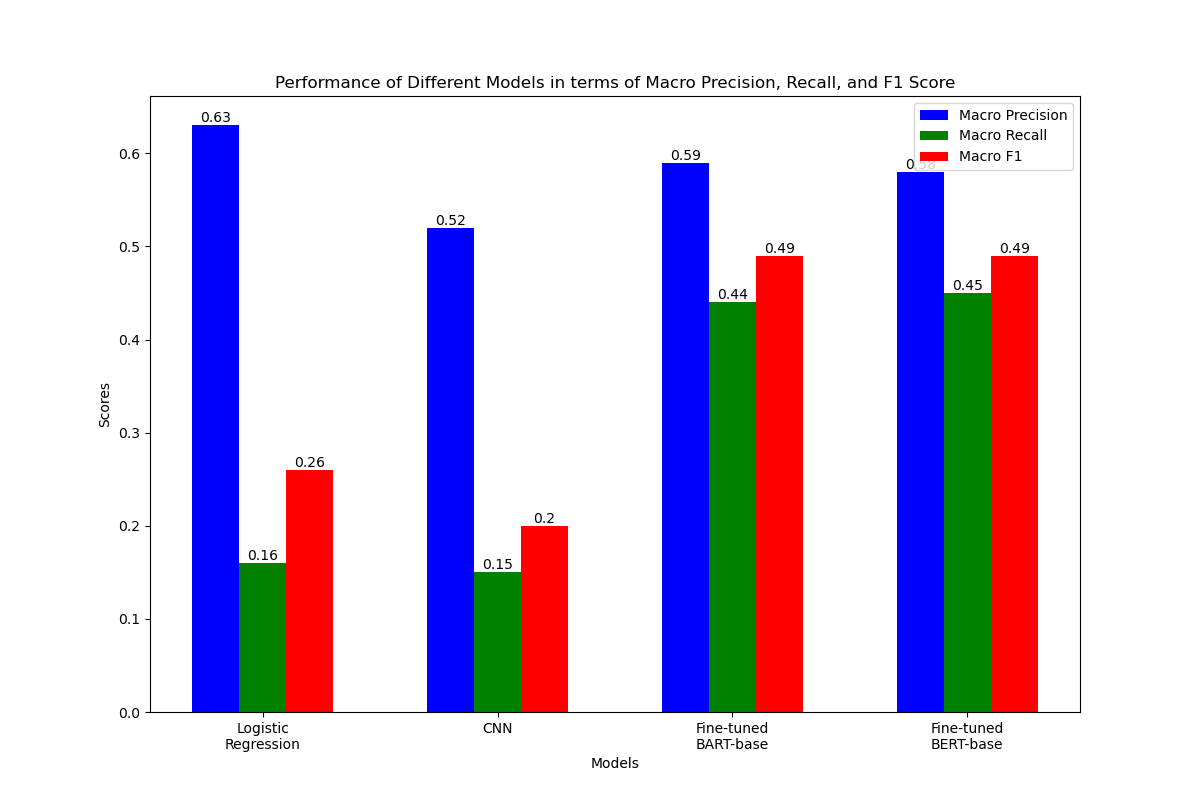 Performance of Different Models in terms of Macro Precision, Recall, and F1 Score
Macro Precision
Macro Recall
Macro F1
0.63
0.16
0.26
0.52
0.15
0.2
0.59
0.44
0.49
0.58
0.45
0.49
Scores
0.6
0.5
0.4
0.3
0.2
0.1
0.0
Logistic
Regression
CNN
Fine-tuned
BART-base
Fine-tuned
BERT-base
Models